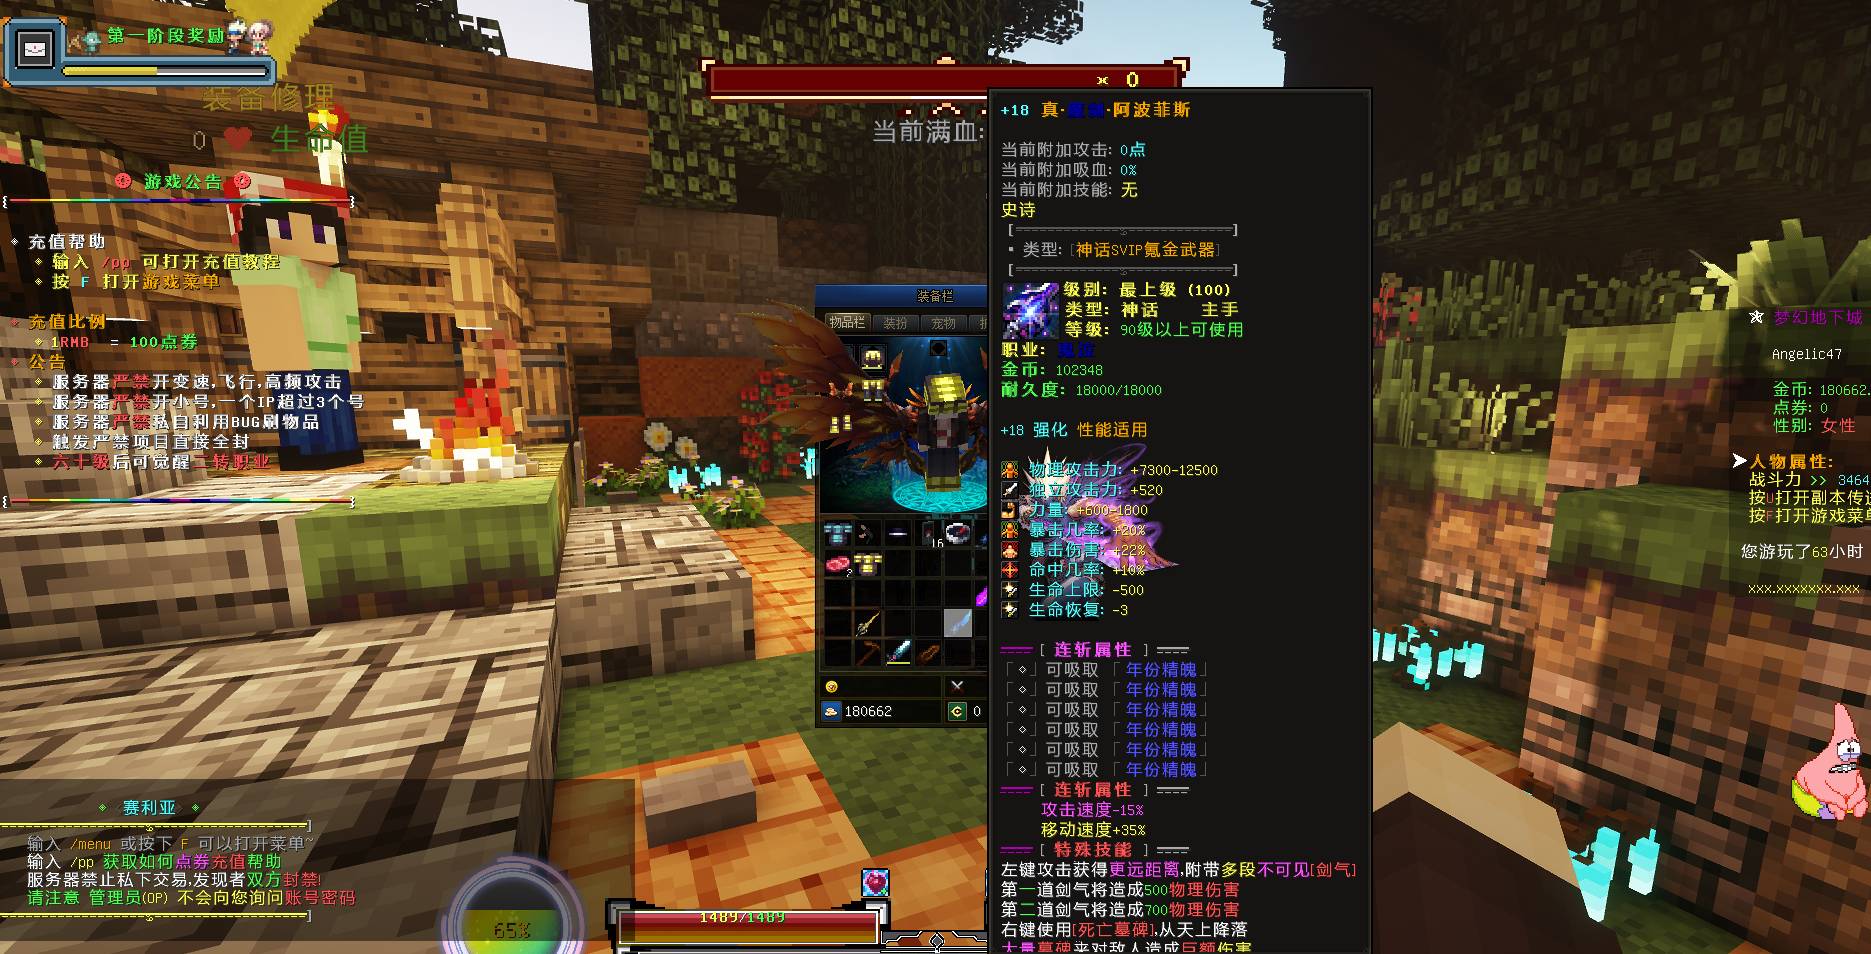 第一阶段奖励
装备修理
0 生命值
游戏公告
充值帮助
输入 /pp 可打开充值教程
按 F 打开游戏菜单
充值比例
1RMB = 100点券
公告
服务器严禁开变速,飞行,高频攻击
服务器严禁开小号,一个IP超过3个号
服务器严禁私自利用BUG刷物品
触发严禁项目直接全封
六十级后可觉醒二转职业
赛利亚
输入 /menu 或按下 F 可以打开菜单~
输入 /pp 获取如何点券充值帮助
服务器禁止私下交易,发现者双方封禁!
请注意 管理员(OP) 不会向您询问账号密码
65%
1489/1489
x 0
当前满血:
装备栏
物品栏 装扮 宠物
16
2
180662 0
+18 真·魔剑·阿波菲斯
当前附加攻击: 0点
当前附加吸血: 0%
当前附加技能: 无
史诗
类型: [神话SVIP氪金武器]
级别: 最上级 (100)
类型: 神话 主手
等级: 90级以上可使用
职业:
金币: 102348
耐久度: 18000/18000
+18 强化 性能适用
物理攻击力: +7300-12500
独立攻击力: +520
力量: +600-1800
暴击几率: +20%
暴击伤害: +22%
命中几率: +10%
生命上限: -500
生命恢复: -3
==== [ 连斩属性 ] ====
「◇」可吸取 「 年份精魄 」
「◇」可吸取 「 年份精魄 」
「◇」可吸取 「 年份精魄 」
「◇」可吸取 「 年份精魄 」
「◇」可吸取 「 年份精魄 」
「◇」可吸取 「 年份精魄 」
==== [ 连斩属性 ] ====
攻击速度-15%
移动速度+35%
==== [ 特殊技能 ] ====
左键攻击获得更远距离,附带多段不可见[剑气]
第一道剑气将造成500物理伤害
第二道剑气将造成700物理伤害
右键使用[死亡墓碑],从天上降落
大量墓碑来对敌人造成巨额伤害
梦幻地下城
Angelic47
金币: 180662.
点券: 0
性别: 女性
人物属性:
战斗力 >> 3464
按U打开副本传送
按F打开游戏菜单
您游玩了63小时
xxx.xxxxxxx.xxx